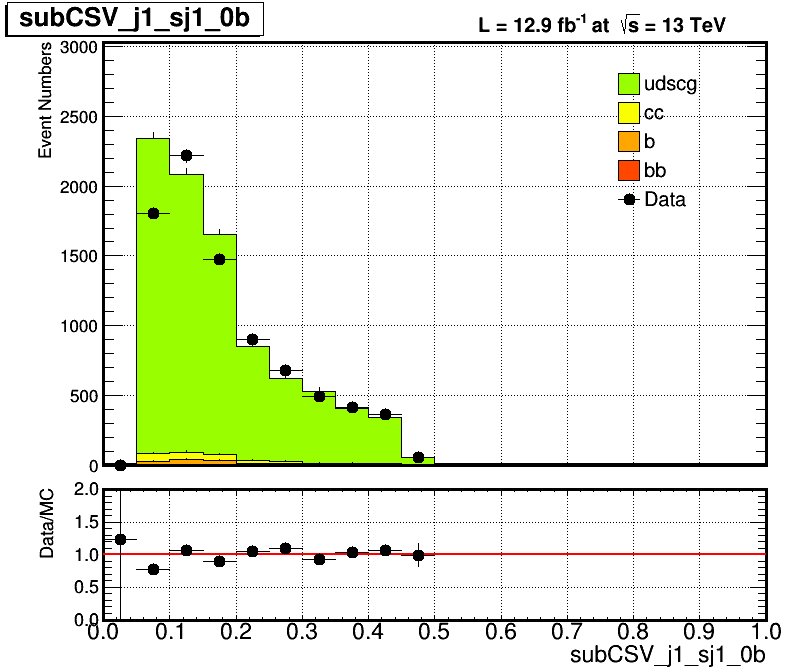 subCSV_j1_sj1_0b
L = 12.9 fb-1 at √s = 13 TeV
Event Numbers
3000
2500
2000
1500
1000
500
0
udscg
cc
b
bb
Data
Data/MC
2.0
1.5
1.0
0.5
0.0
0.0 0.1 0.2 0.3 0.4 0.5 0.6 0.7 0.8 0.9 1.0
subCSV_j1_sj1_0b